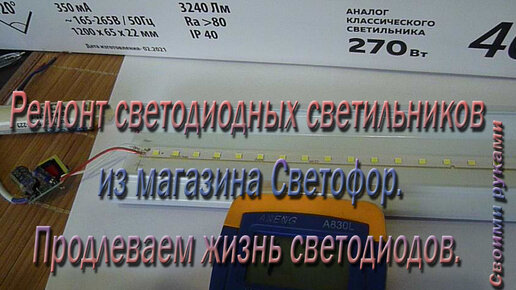 20°
350 мА
~ 165-265В / 50Гц
1200 x 65 x 22 мм
Дата изготовления - 02.2021
3240 Лм
Ra >80
IP 40
АНАЛОГ
КЛАССИЧЕСКОГО
СВЕТИЛЬНИКА
270 Вт
Ремонт светодиодных светильников
из магазина Светофор.
Продлеваем жизнь светодиодов.
Своими руками
ANENG
A830L